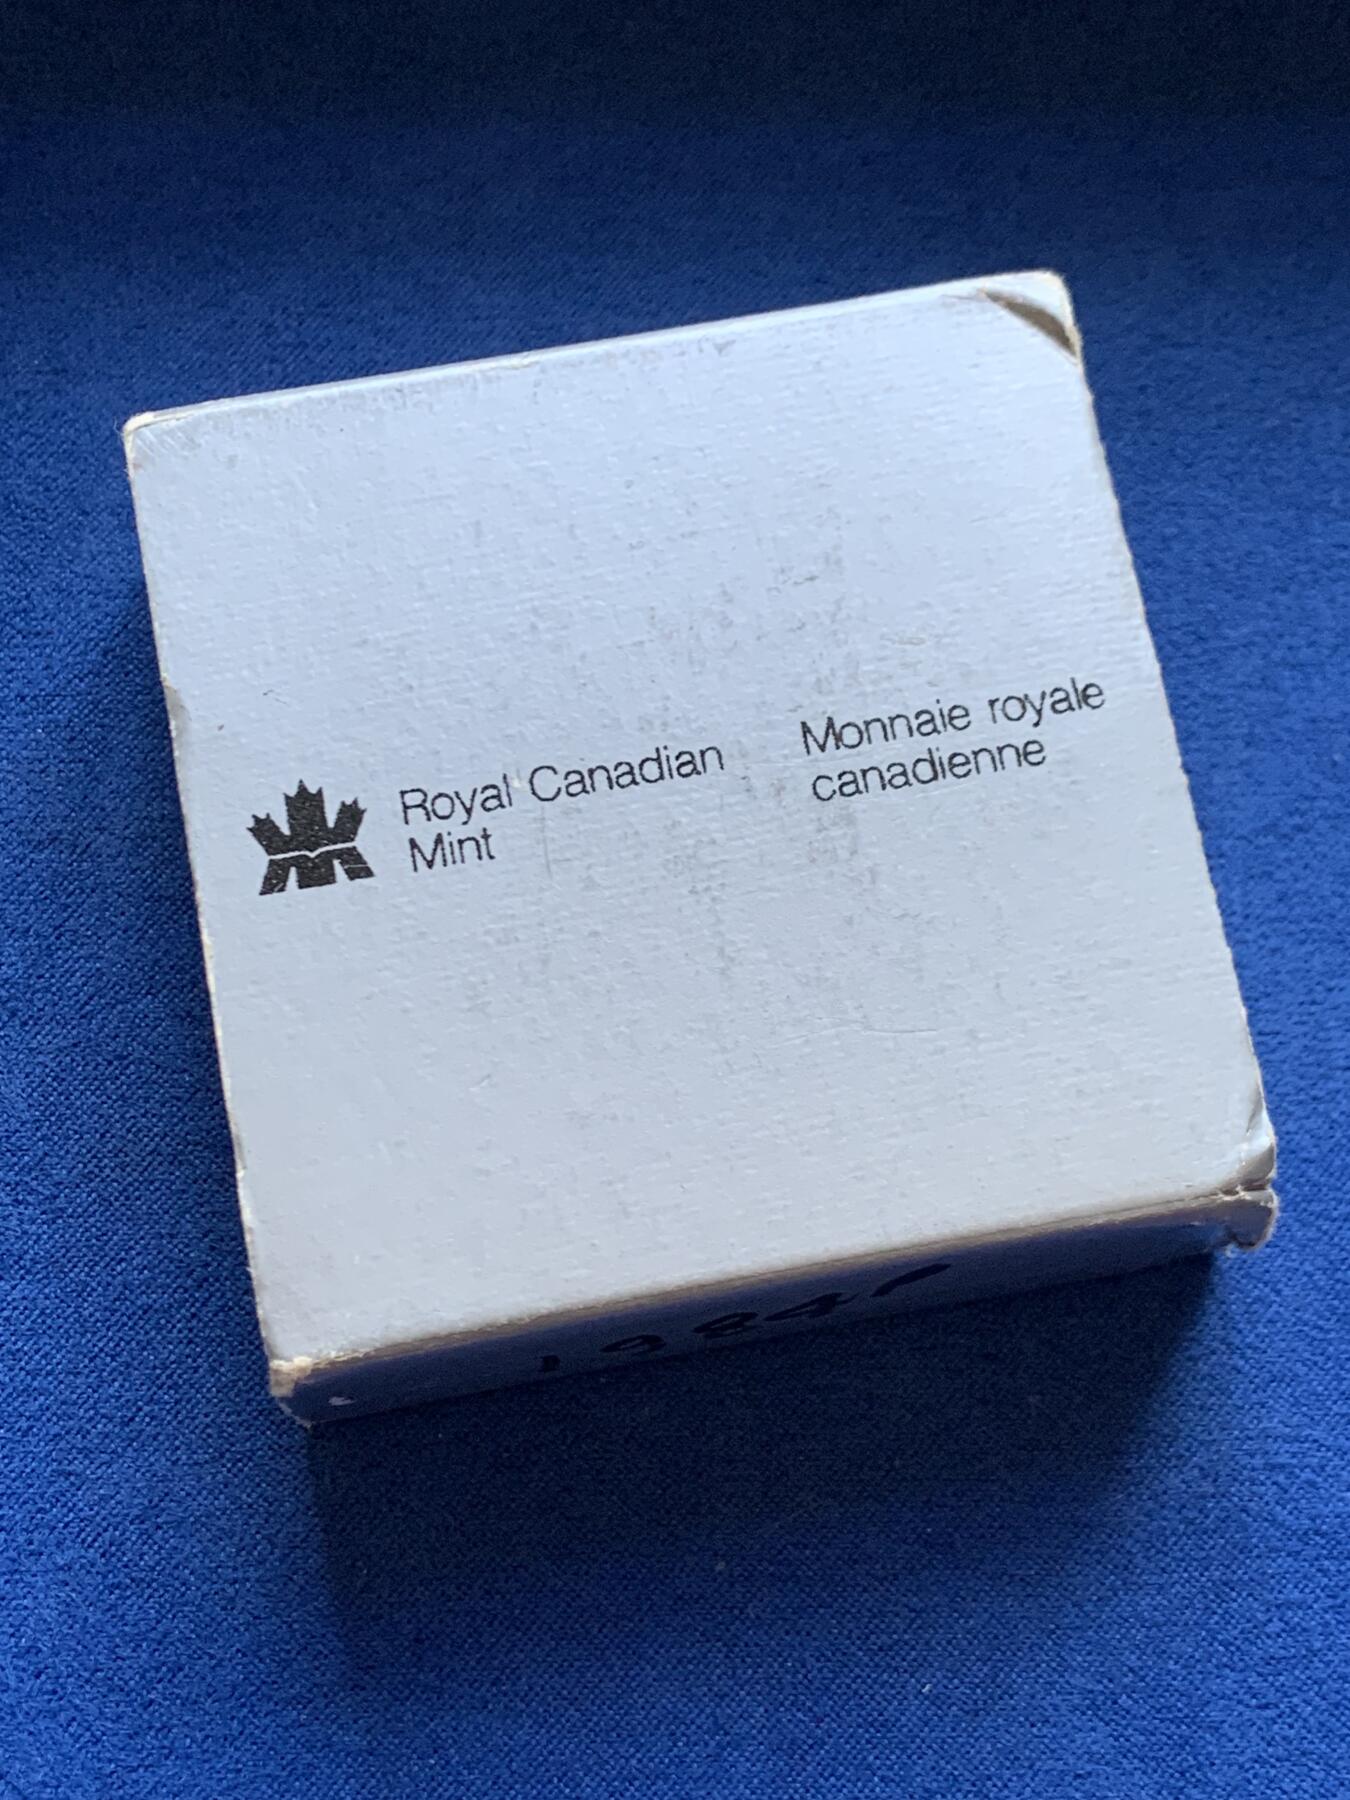 Royal Canadian
Mint
Monnaie royale
canadienne